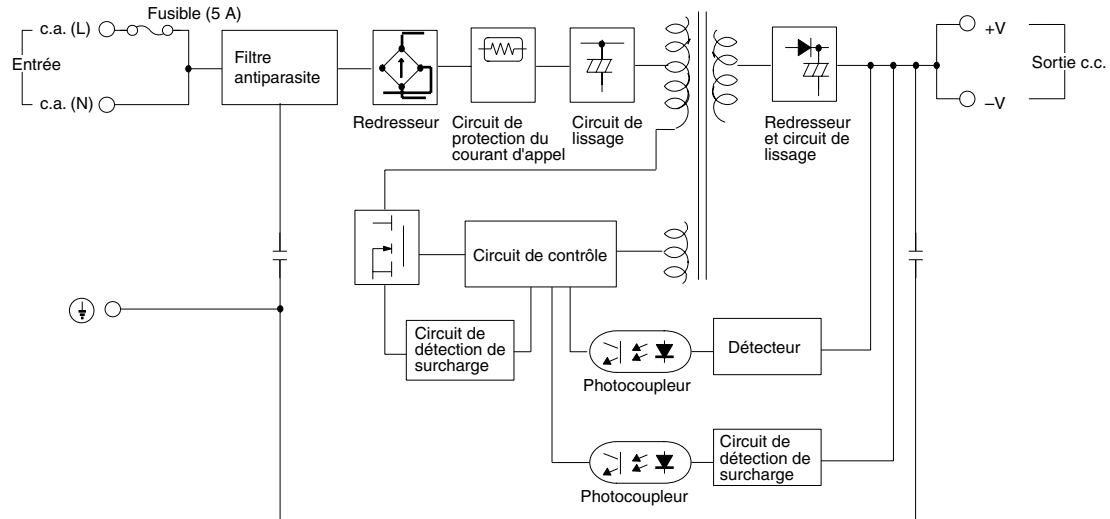 Fusible (5 A)
c.a. (L)
Entrée
c.a. (N)
Filtre
antiparasite
Redresseur
Circuit de
protection du
courant d'appel
Circuit de
lissage
Redresseur
et circuit de
lissage
+V
Sortie c.c.
–V
Circuit de contrôle
Circuit de
détection de
surcharge
Photocoupleur
Détecteur
Photocoupleur
Circuit de
détection de
surcharge